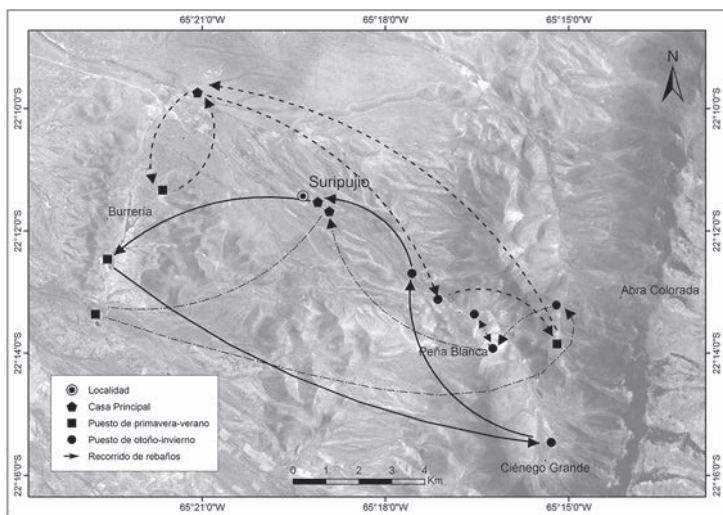 65°21'0"O 65°18'0"O 65°15'0"O
N
22°10'0"S 22°10'0"S
Suripujio
Burrería
22°12'0"S 22°12'0"S
Abra Colorada
Peña Blanca
22°14'0"S 22°14'0"S
Localidad
Casa Principal
Puesto de primavera-verano
Puesto de otoño-invierno
Recorrido de rebaños
Ciénego Grande
0 1 2 3 4
Km
22°16'0"S 22°16'0"S
65°21'0"O 65°18'0"O 65°15'0"O